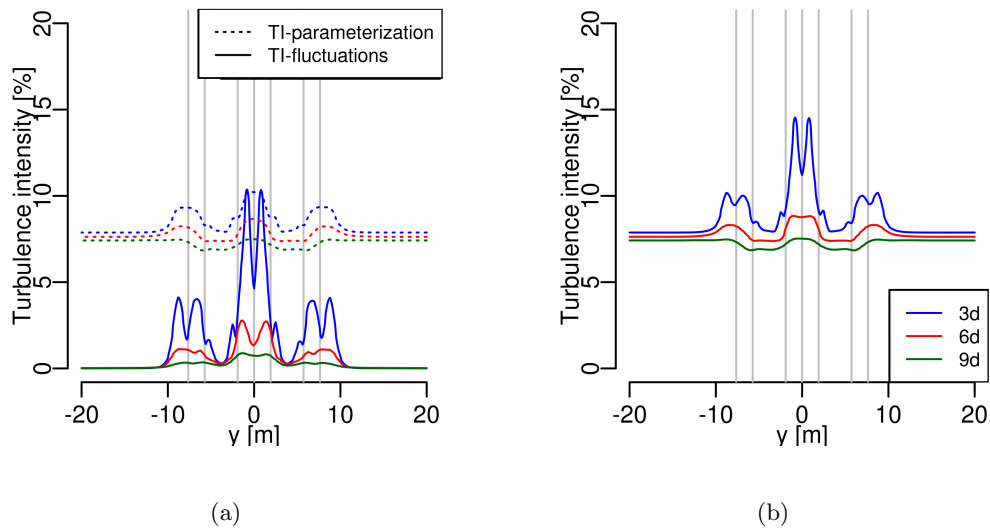 TI-parameterization
TI-fluctuations
Turbulence intensity [%]
20
15
10
5
0
-20 -10 0 10 20
y [m]
(a)
Turbulence intensity [%]
20
15
10
5
0
3d
6d
9d
-20 -10 0 10 20
y [m]
(b)